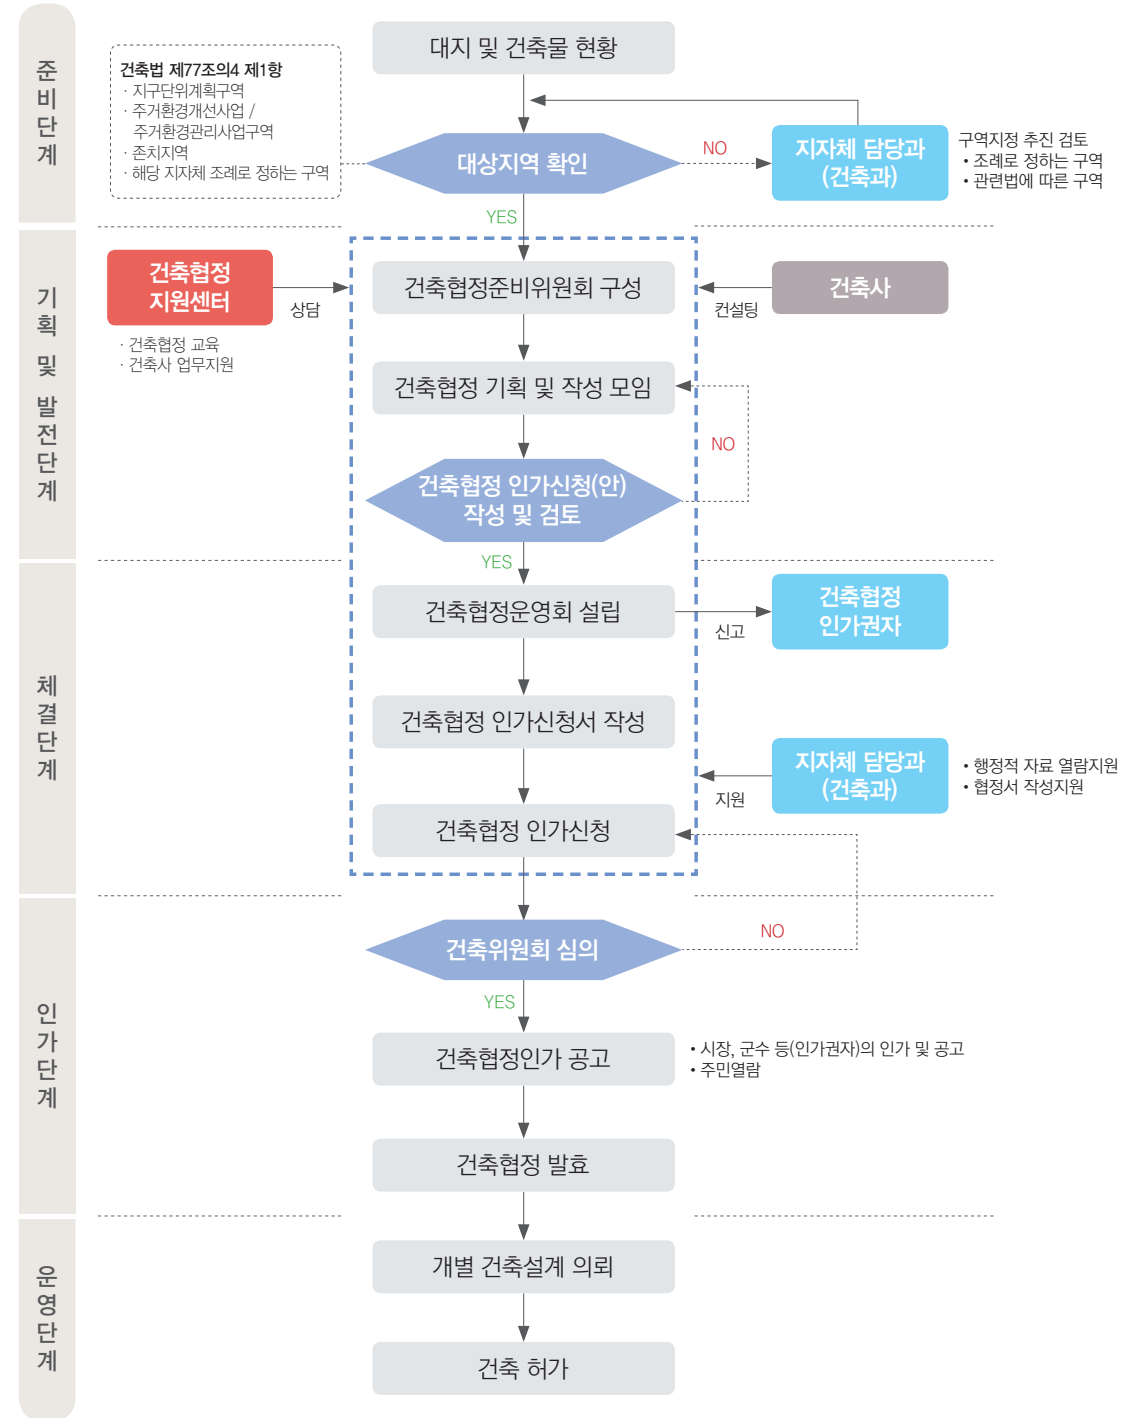 준비단계
대지 및 건축물 현황
건축법 제77조의4 제1항
· 지구단위계획구역
· 주거환경개선사업 /
주거환경관리사업구역
· 존치지역
· 해당 지자체 조례로 정하는 구역
대상지역 확인
NO
지자체 담당과
(건축과)
구역지정 추진 검토
• 조례로 정하는 구역
• 관련법에 따른 구역
YES
기획 및 발전단계
건축협정
지원센터
상담
· 건축협정 교육
· 건축사 업무지원
건축협정준비위원회 구성
컨설팅
건축사
건축협정 기획 및 작성 모임
NO
건축협정 인가신청(안)
작성 및 검토
YES
체결단계
건축협정운영회 설립
신고
건축협정
인가권자
건축협정 인가신청서 작성
지원
지자체 담당과
(건축과)
• 행정적 자료 열람지원
• 협정서 작성지원
건축협정 인가신청
인가단계
건축위원회 심의
NO
YES
건축협정인가 공고
• 시장, 군수 등(인가권자)의 인가 및 공고
• 주민열람
건축협정 발효
운영단계
개별 건축설계 의뢰
건축 허가